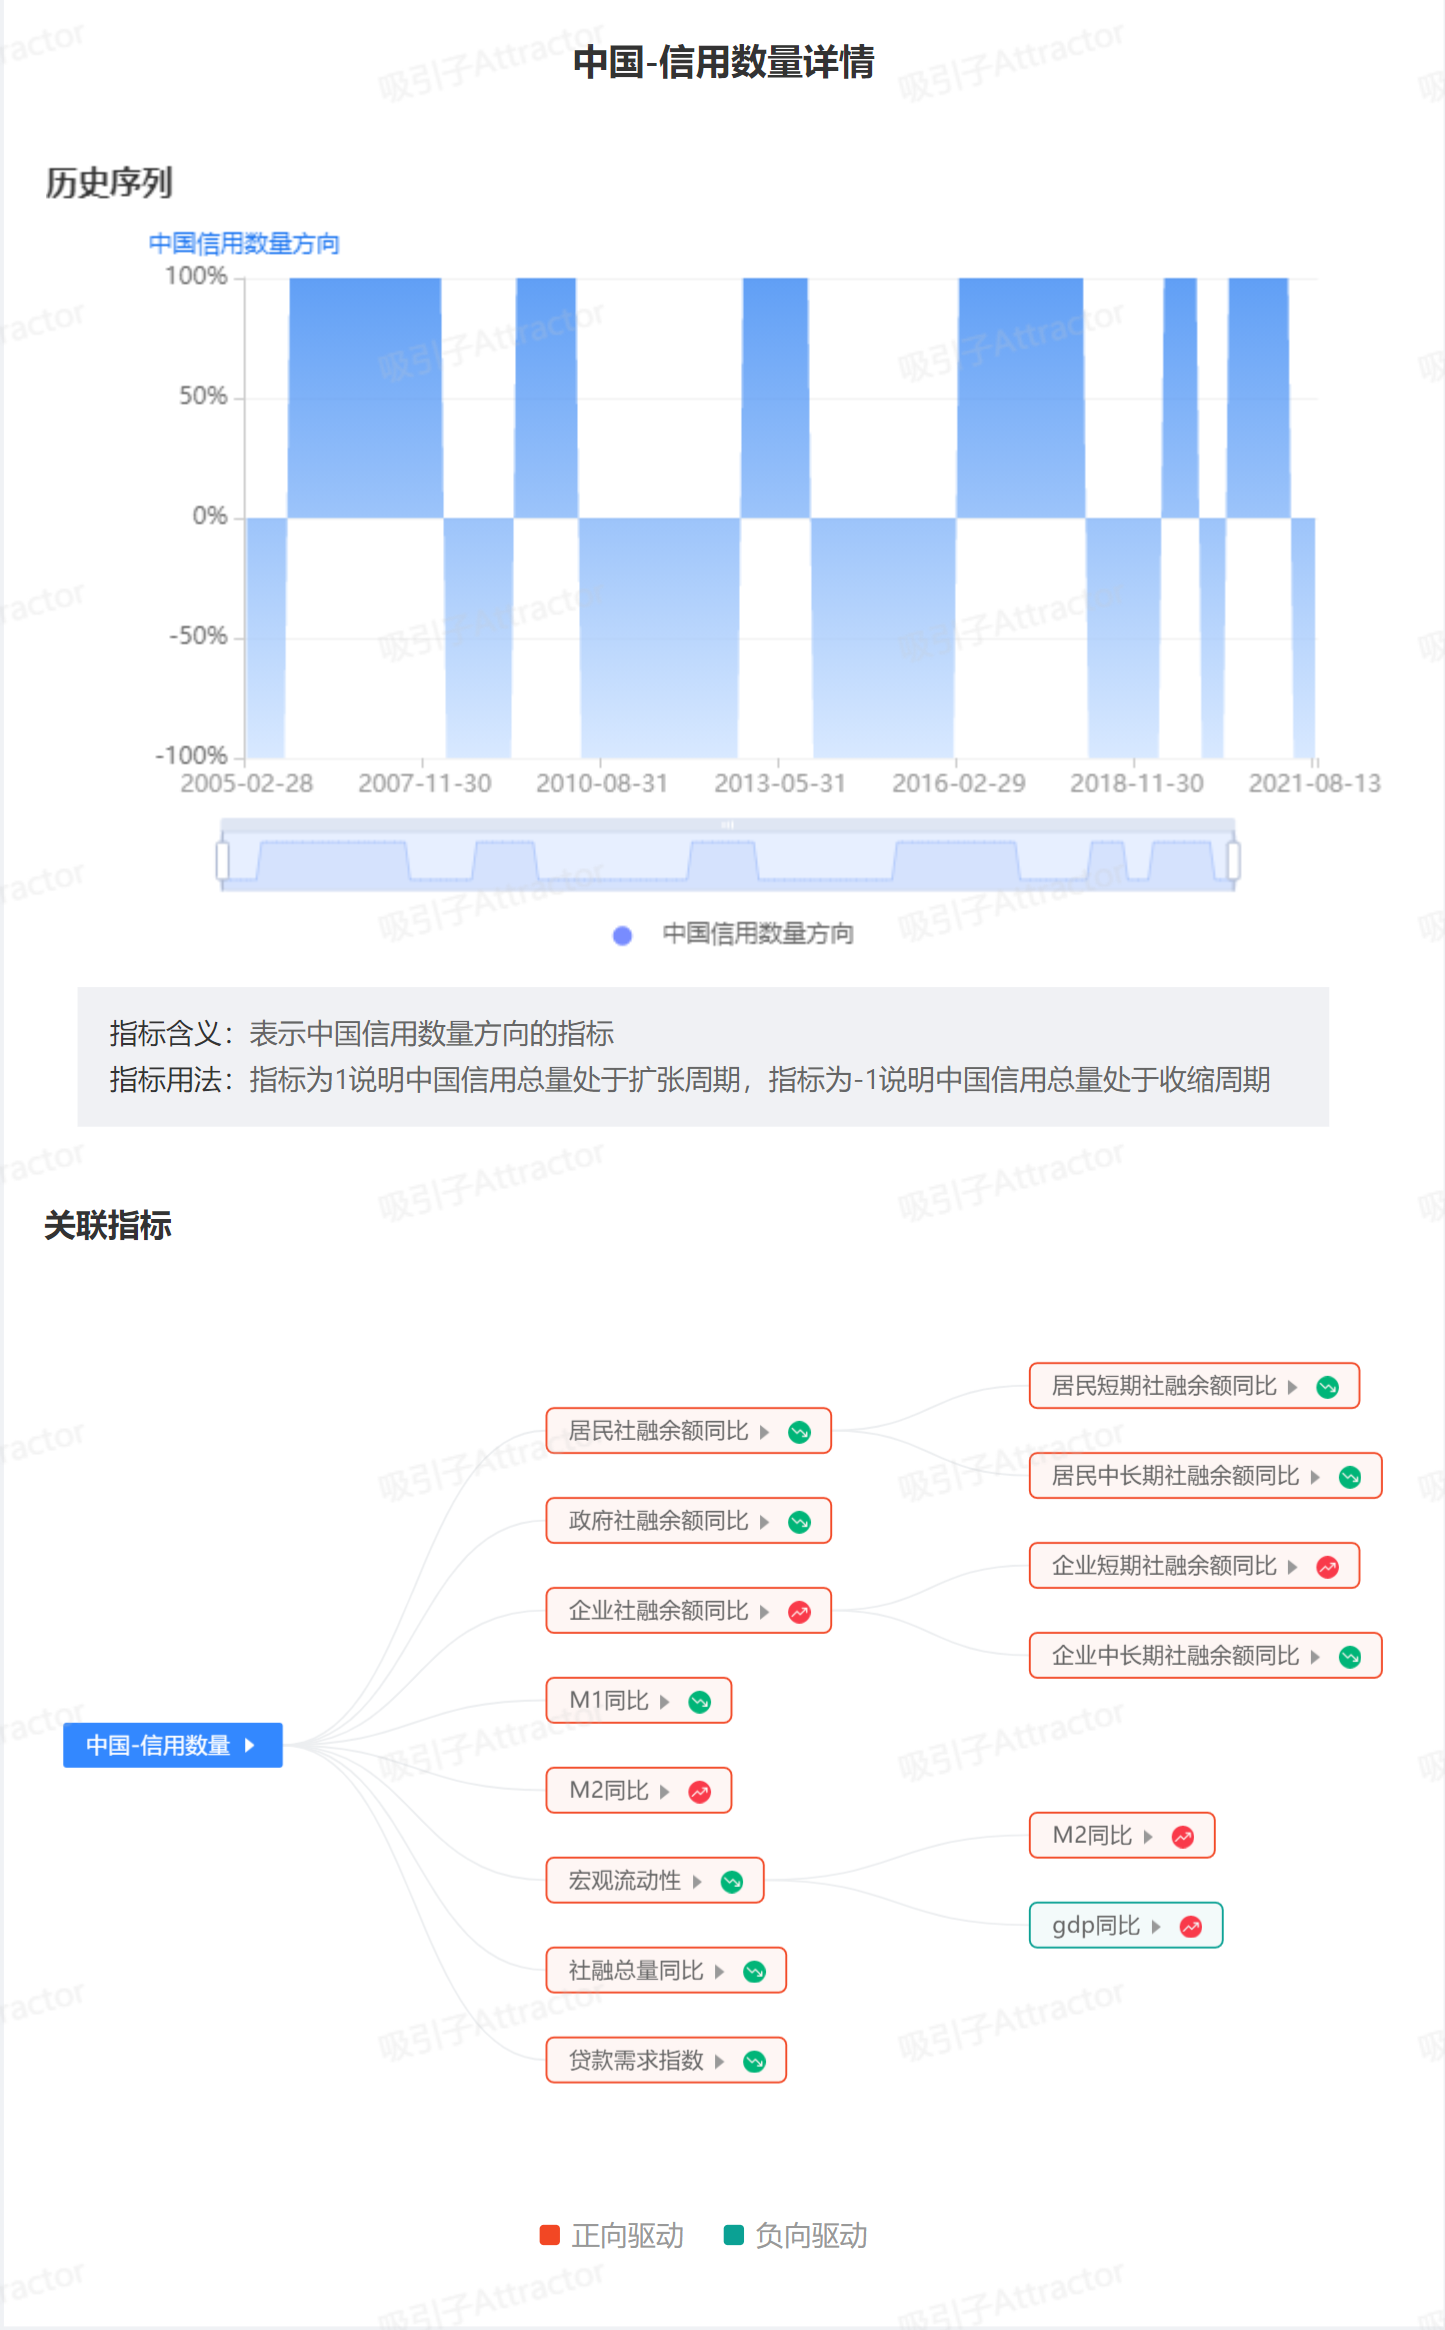 中国-信用数量详情
历史序列
中国信用数量方向
100%
50%
0%
-50%
-100%
2005-02-28 2007-11-30 2010-08-31 2013-05-31 2016-02-29 2018-11-30 2021-08-13
中国信用数量方向
指标含义：表示中国信用数量方向的指标
指标用法：指标为1说明中国信用总量处于扩张周期，指标为-1说明中国信用总量处于收缩周期
关联指标
中国-信用数量
居民社融余额同比
政府社融余额同比
企业社融余额同比
M1同比
M2同比
宏观流动性
社融总量同比
贷款需求指数
居民短期社融余额同比
居民中长期社融余额同比
企业短期社融余额同比
企业中长期社融余额同比
M2同比
gdp同比
正向驱动 负向驱动
吸引子Attractor